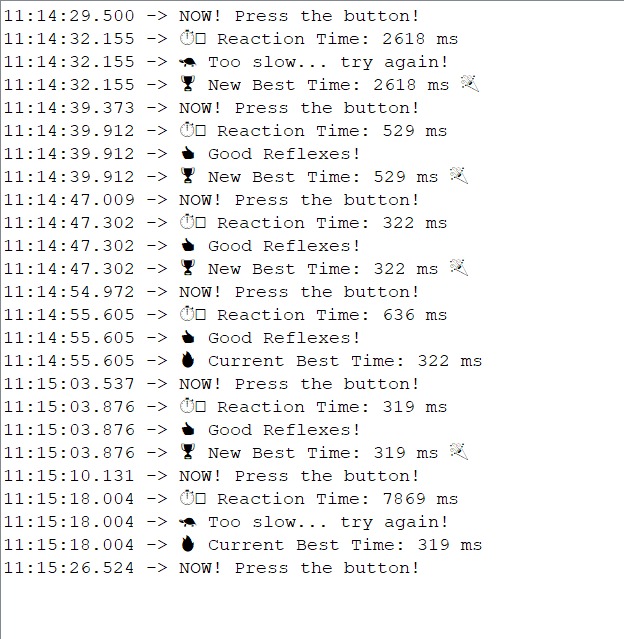 11:14:29.500 -> NOW! Press the button!
11:14:32.155 -> ⏱□ Reaction Time: 2618 ms
11:14:32.155 -> 🐢 Too slow... try again!
11:14:32.155 -> 🏆 New Best Time: 2618 ms 🎉
11:14:39.373 -> NOW! Press the button!
11:14:39.912 -> ⏱□ Reaction Time: 529 ms
11:14:39.912 -> 👍 Good Reflexes!
11:14:39.912 -> 🏆 New Best Time: 529 ms 🎉
11:14:47.009 -> NOW! Press the button!
11:14:47.302 -> ⏱□ Reaction Time: 322 ms
11:14:47.302 -> 👍 Good Reflexes!
11:14:47.302 -> 🏆 New Best Time: 322 ms 🎉
11:14:54.972 -> NOW! Press the button!
11:14:55.605 -> ⏱□ Reaction Time: 636 ms
11:14:55.605 -> 👍 Good Reflexes!
11:14:55.605 -> 🔥 Current Best Time: 322 ms
11:15:03.537 -> NOW! Press the button!
11:15:03.876 -> ⏱□ Reaction Time: 319 ms
11:15:03.876 -> 👍 Good Reflexes!
11:15:03.876 -> 🏆 New Best Time: 319 ms 🎉
11:15:10.131 -> NOW! Press the button!
11:15:18.004 -> ⏱□ Reaction Time: 7869 ms
11:15:18.004 -> 🐢 Too slow... try again!
11:15:18.004 -> 🔥 Current Best Time: 319 ms
11:15:26.524 -> NOW! Press the button!